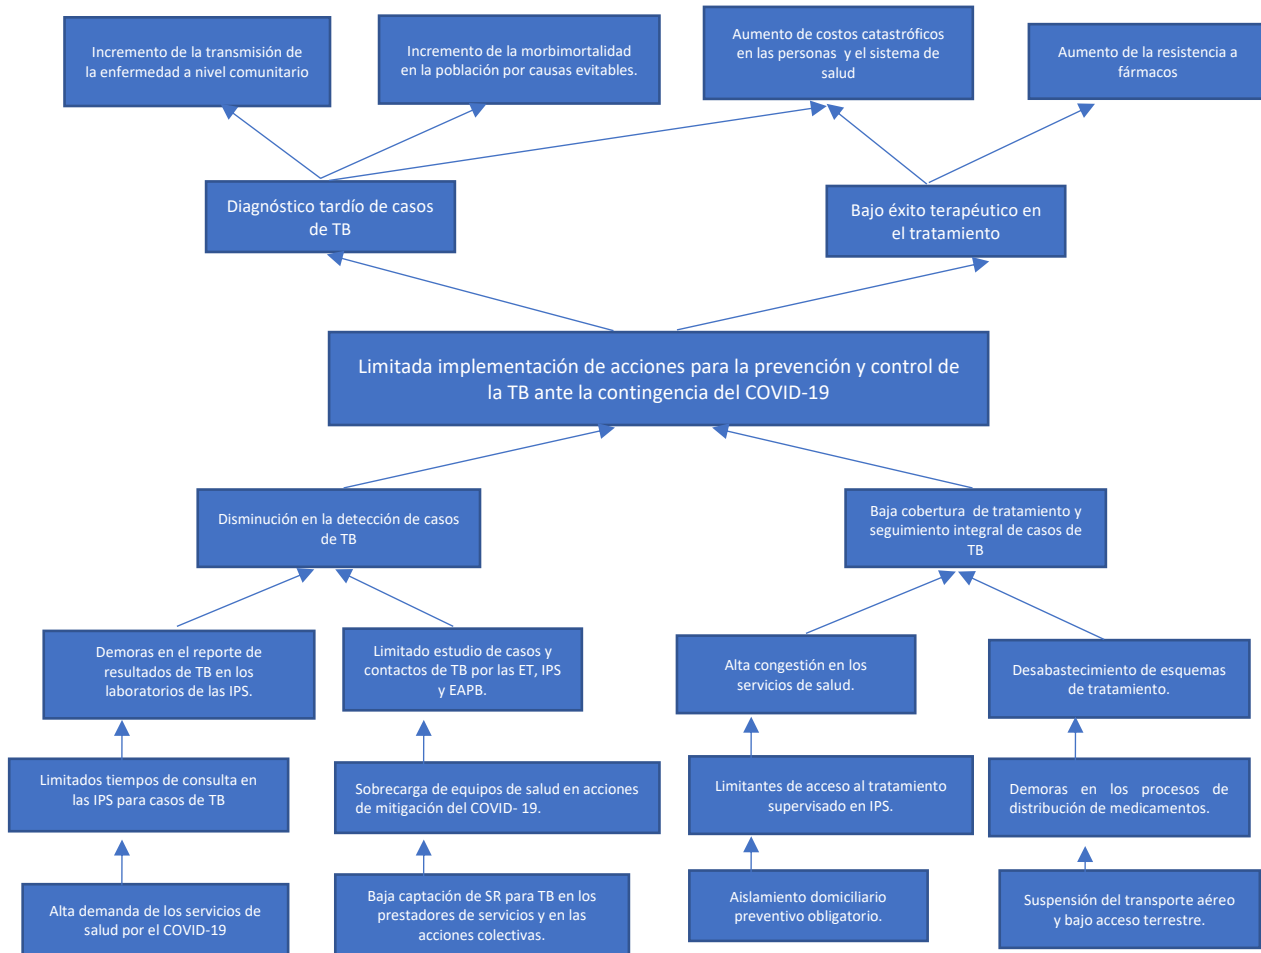 Incremento de la transmisión de
la enfermedad a nivel comunitario
Incremento de la morbimortalidad
en la población por causas evitables.
Aumento de costos catastróficos
en las personas y el sistema de
salud
Aumento de la resistencia a
fármacos
Diagnóstico tardío de casos
de TB
Bajo éxito terapéutico en
el tratamiento
Limitada implementación de acciones para la prevención y control de
la TB ante la contingencia del COVID-19
Disminución en la detección de casos
de TB
Baja cobertura de tratamiento y
seguimiento integral de casos de
TB
Demoras en el reporte de
resultados de TB en los
laboratorios de las IPS.
Limitado estudio de casos y
contactos de TB por las ET, IPS
y EAPB.
Alta congestión en los
servicios de salud.
Desabastecimiento de esquemas
de tratamiento.
Limitados tiempos de consulta en
las IPS para casos de TB
Sobrecarga de equipos de salud en acciones
de mitigación del COVID- 19.
Limitantes de acceso al tratamiento
supervisado en IPS.
Demoras en los procesos de
distribución de medicamentos.
Alta demanda de los servicios de
salud por el COVID-19
Baja captación de SR para TB en los
prestadores de servicios y en las
acciones colectivas.
Aislamiento domiciliario
preventivo obligatorio.
Suspensión del transporte aéreo
y bajo acceso terrestre.